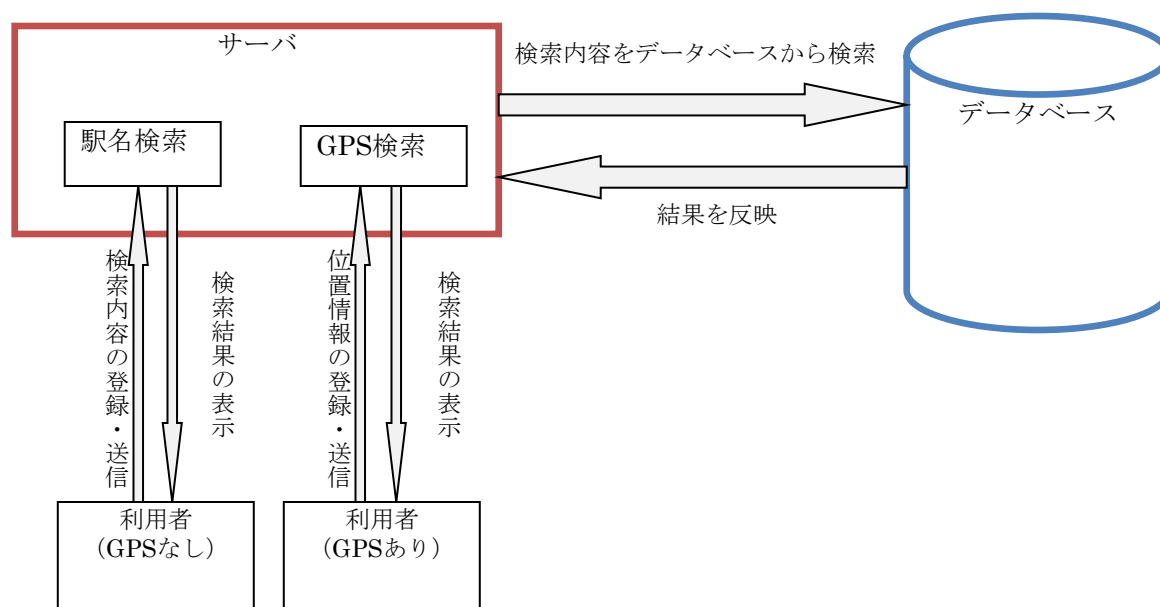 サーバ
検索内容をデータベースから検索
データベース
駅名検索
GPS検索
結果を反映
検索内容の登録・送信
検索結果の表示
位置情報の登録・送信
検索結果の表示
利用者
（GPSなし）
利用者
（GPSあり）